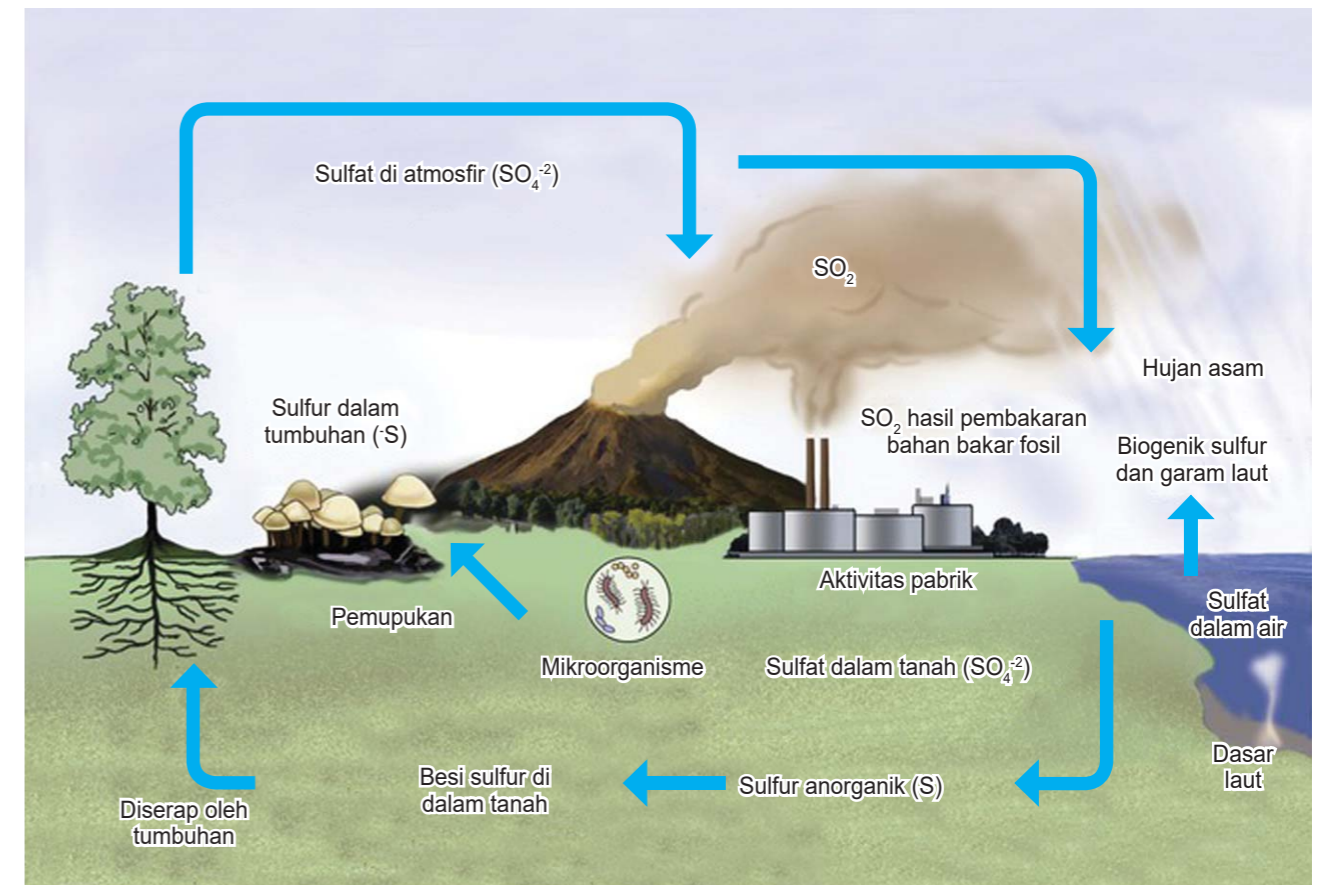 Sulfat di atmosfir (SO₄⁻²)
SO₂
Hujan asam
Sulfur dalam
tumbuhan (⁻S)
SO₂ hasil pembakaran
bahan bakar fosil
Biogenik sulfur
dan garam laut
Aktivitas pabrik
Sulfat
dalam air
Pemupukan
Mikroorganisme
Sulfat dalam tanah (SO₄⁻²)
Dasar
laut
Besi sulfur di
dalam tanah
Sulfur anorganik (S)
Diserap oleh
tumbuhan